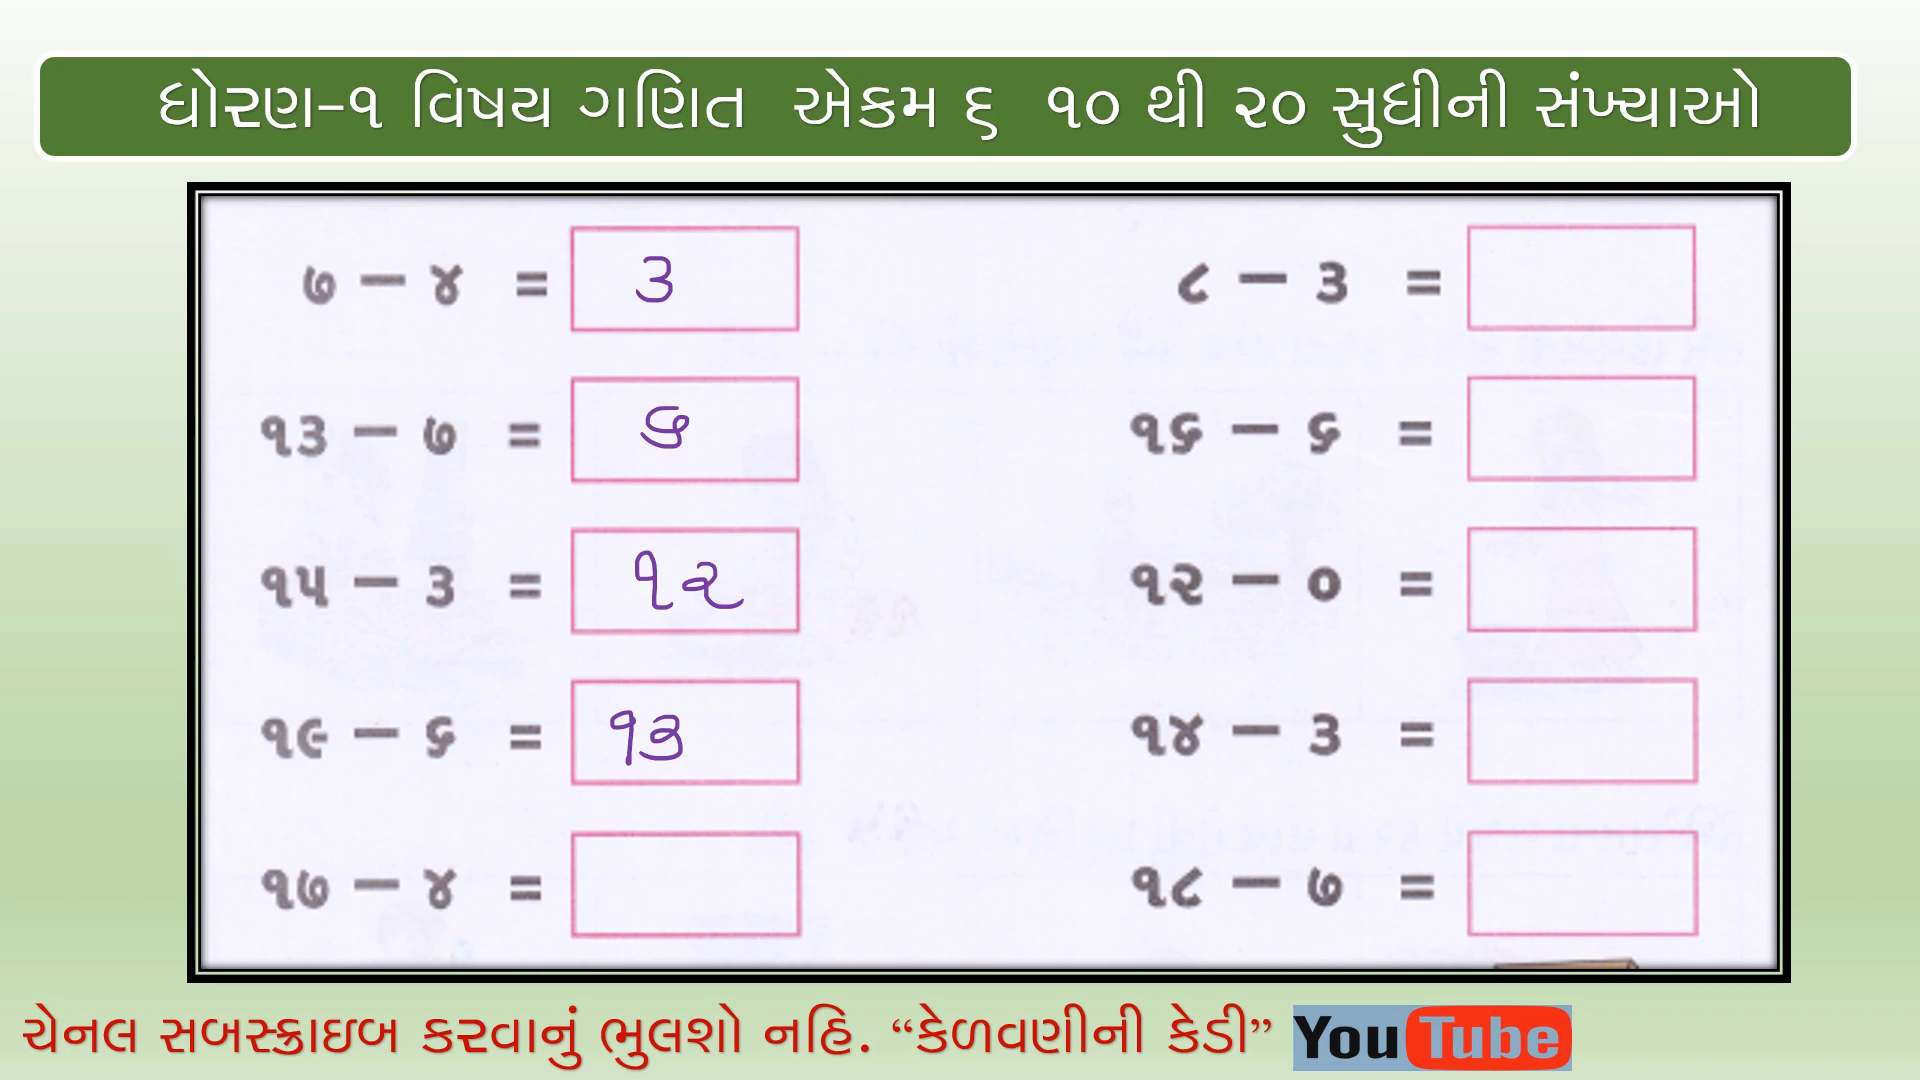 ધોરણ-૧ વિષય ગણિત એકમ ૬ ૧૦ થી ૨૦ સુધીની સંખ્યાઓ
૭ − ૪ = ૩
૮ − ૩ =
૧૩ − ૭ = ૬
૧૬ − ૬ =
૧૫ − ૩ = ૧૨
૧૨ − ૦ =
૧૯ − ૬ = ૧૩
૧૪ − ૩ =
૧૭ − ૪ =
૧૮ − ૭ =
ચેનલ સબસ્ક્રાઇબ કરવાનું ભુલશો નહિ. “કેળવણીની કેડી” YouTube